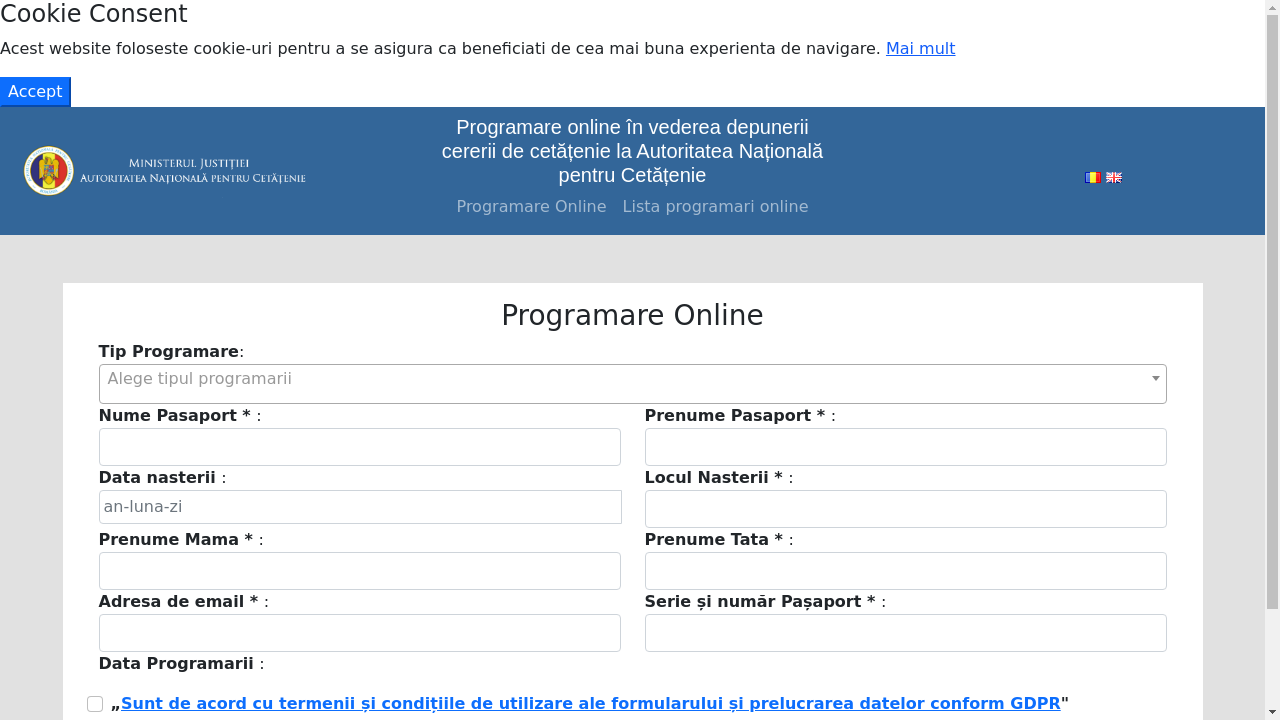 Cookie Consent
Acest website foloseste cookie-uri pentru a se asigura ca beneficiati de cea mai buna experienta de navigare. Mai mult
Accept
MINISTERUL JUSTIȚIEI
AUTORITATEA NAȚIONALĂ PENTRU CETĂȚENIE
Programare online în vederea depunerii
cererii de cetățenie la Autoritatea Națională
pentru Cetățenie
Programare Online Lista programari online
Programare Online
Tip Programare:
Alege tipul programarii
Nume Pasaport * : Prenume Pasaport * :
Data nasterii : Locul Nasterii * :
an-luna-zi
Prenume Mama * : Prenume Tata * :
Adresa de email * : Serie și număr Pașaport * :
Data Programarii :
„Sunt de acord cu termenii și condițiile de utilizare ale formularului și prelucrarea datelor conform GDPR"